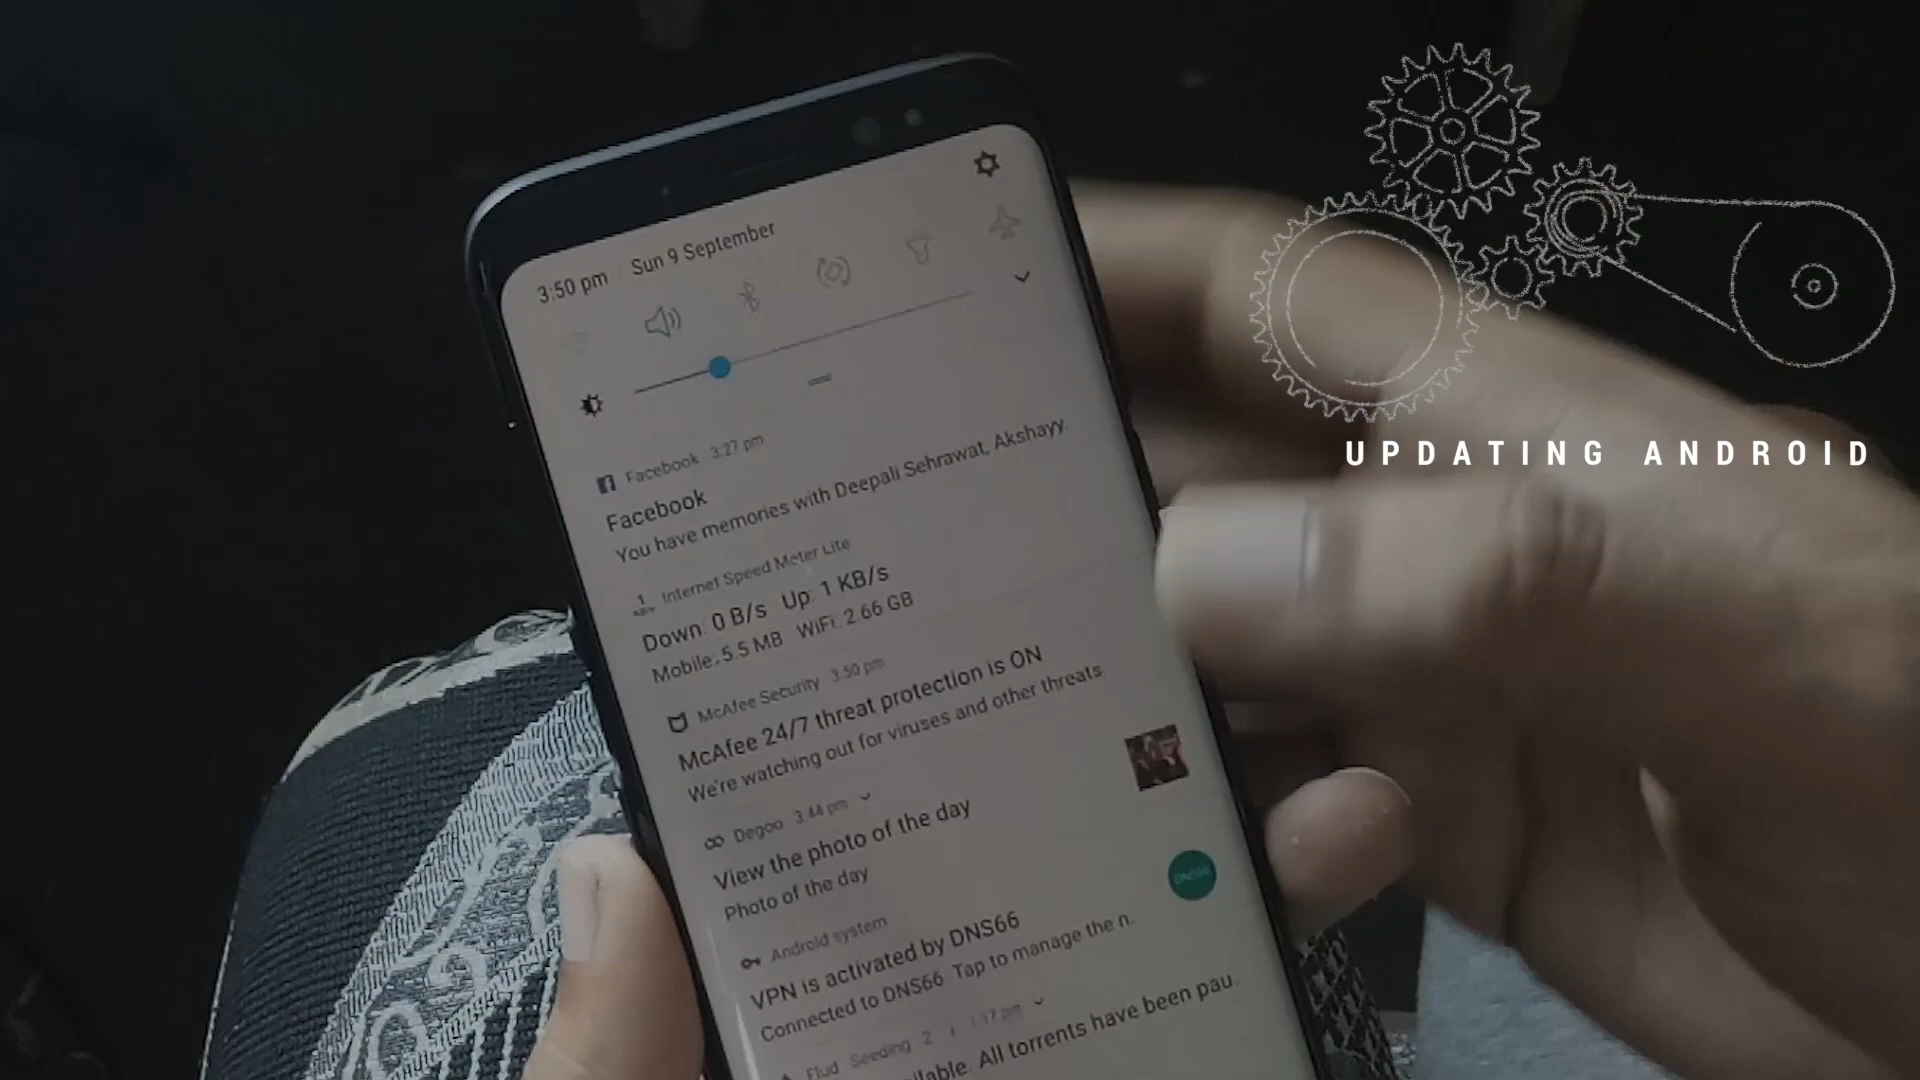 3:50 pm Sun 9 September
Facebook 3:27 pm
Facebook
You have memories with Deepali Sehrawat, Akshayy
1
Internet Speed Meter Lite
Down: 0 B/s Up: 1 KB/s
Mobile: 5.5 MB WiFi: 2.66 GB
McAfee Security 3:50 pm
McAfee 24/7 threat protection is ON
We're watching out for viruses and other threats
Degoo 3:44 pm
View the photo of the day
Photo of the day
Android system
VPN is activated by DNS66
Connected to DNS66 Tap to manage the n.
DNS66
Flud Seeding 2 1:17 pm
All torrents have been pau
UPDATING ANDROID